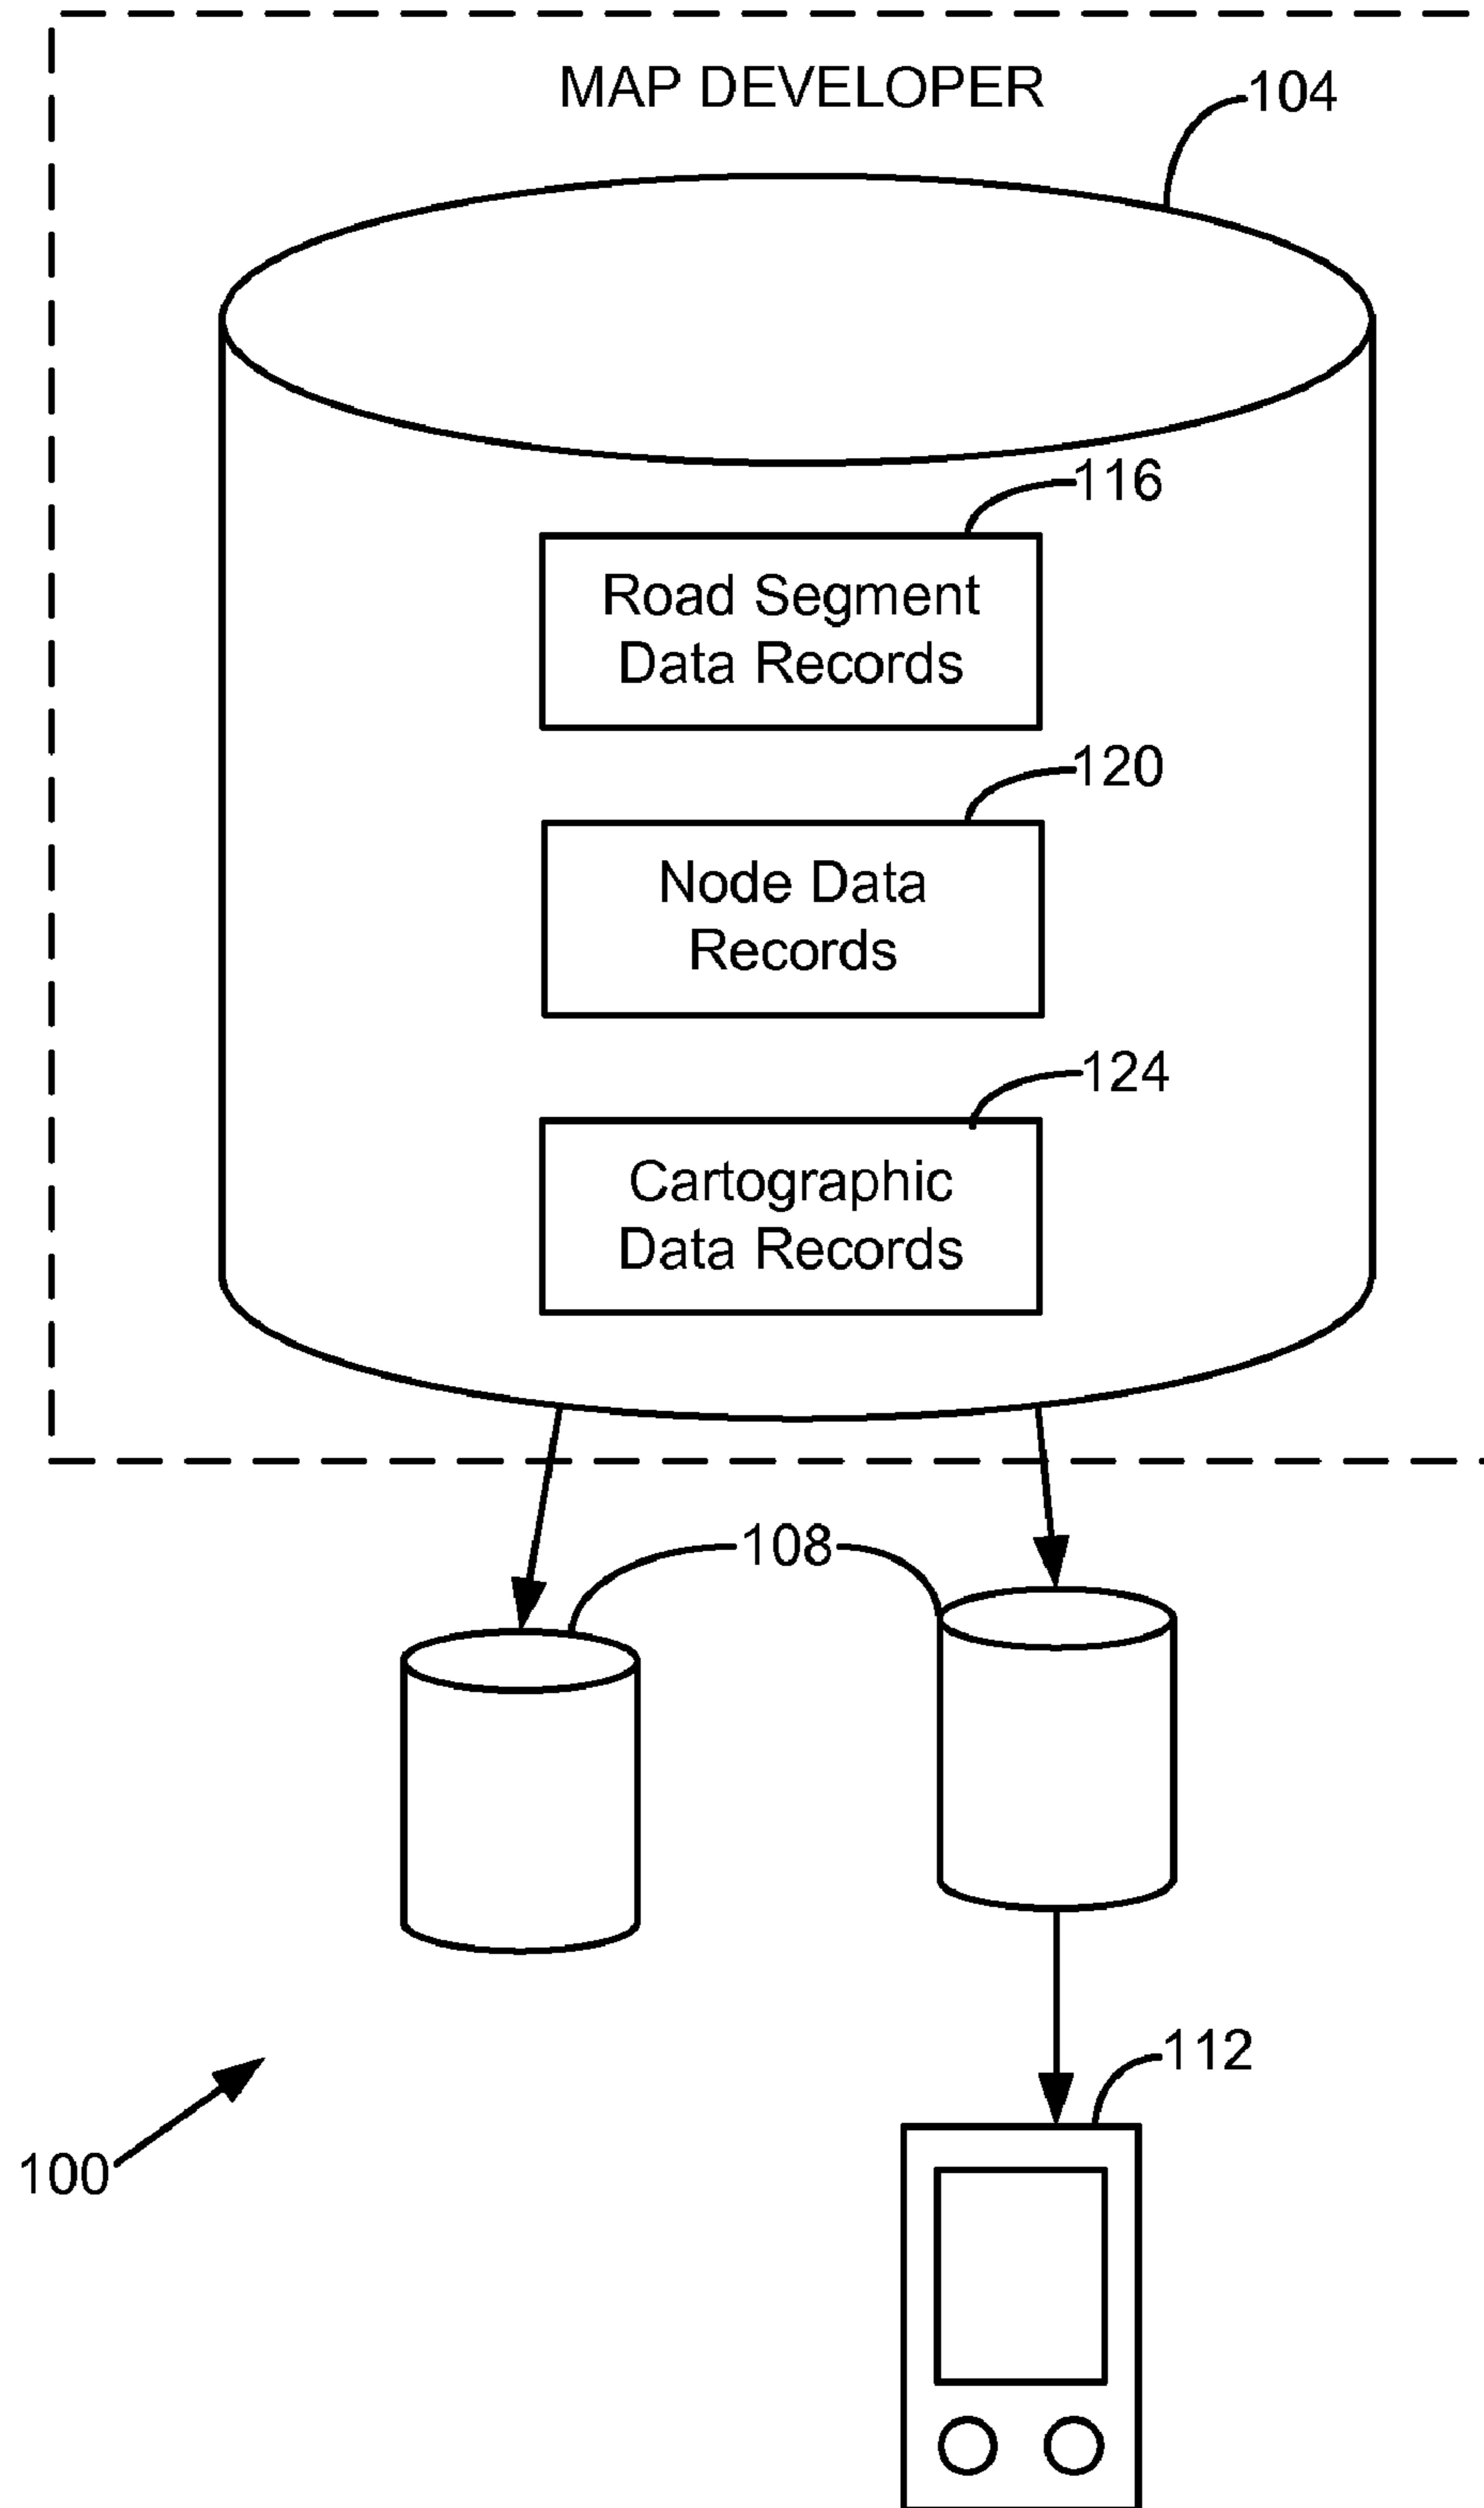 MAP DEVELOPER
104
116
Road Segment
Data Records
120
Node Data
Records
124
Cartographic
Data Records
108
112
100